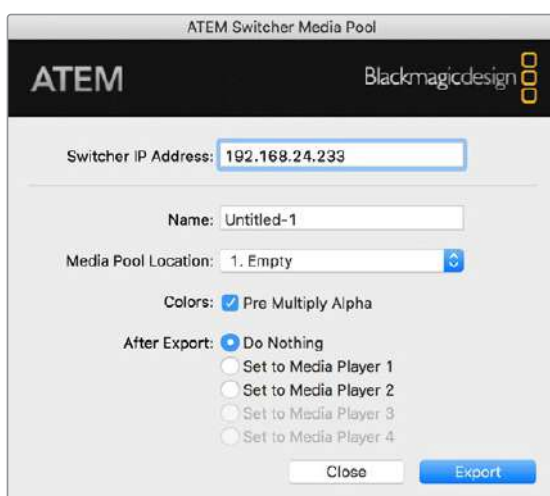 ATEM Switcher Media Pool
ATEM Blackmagicdesign
Switcher IP Address: 192.168.24.233
Name: Untitled-1
Media Pool Location: 1. Empty
Colors: Pre Multiply Alpha
After Export: Do Nothing
Set to Media Player 1
Set to Media Player 2
Set to Media Player 3
Set to Media Player 4
Close Export